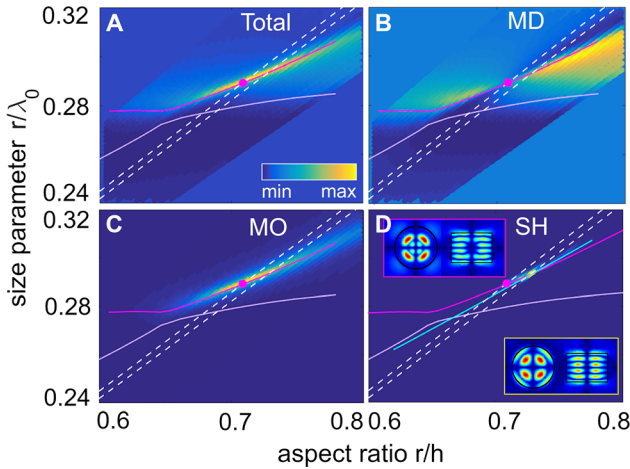 0.32
0.28
0.24
A
Total
min
max
B
MD
size parameter r/λ0
0.32
0.28
0.24
C
MO
D
SH
0.6
0.7
0.8
0.6
0.7
0.8
aspect ratio r/h